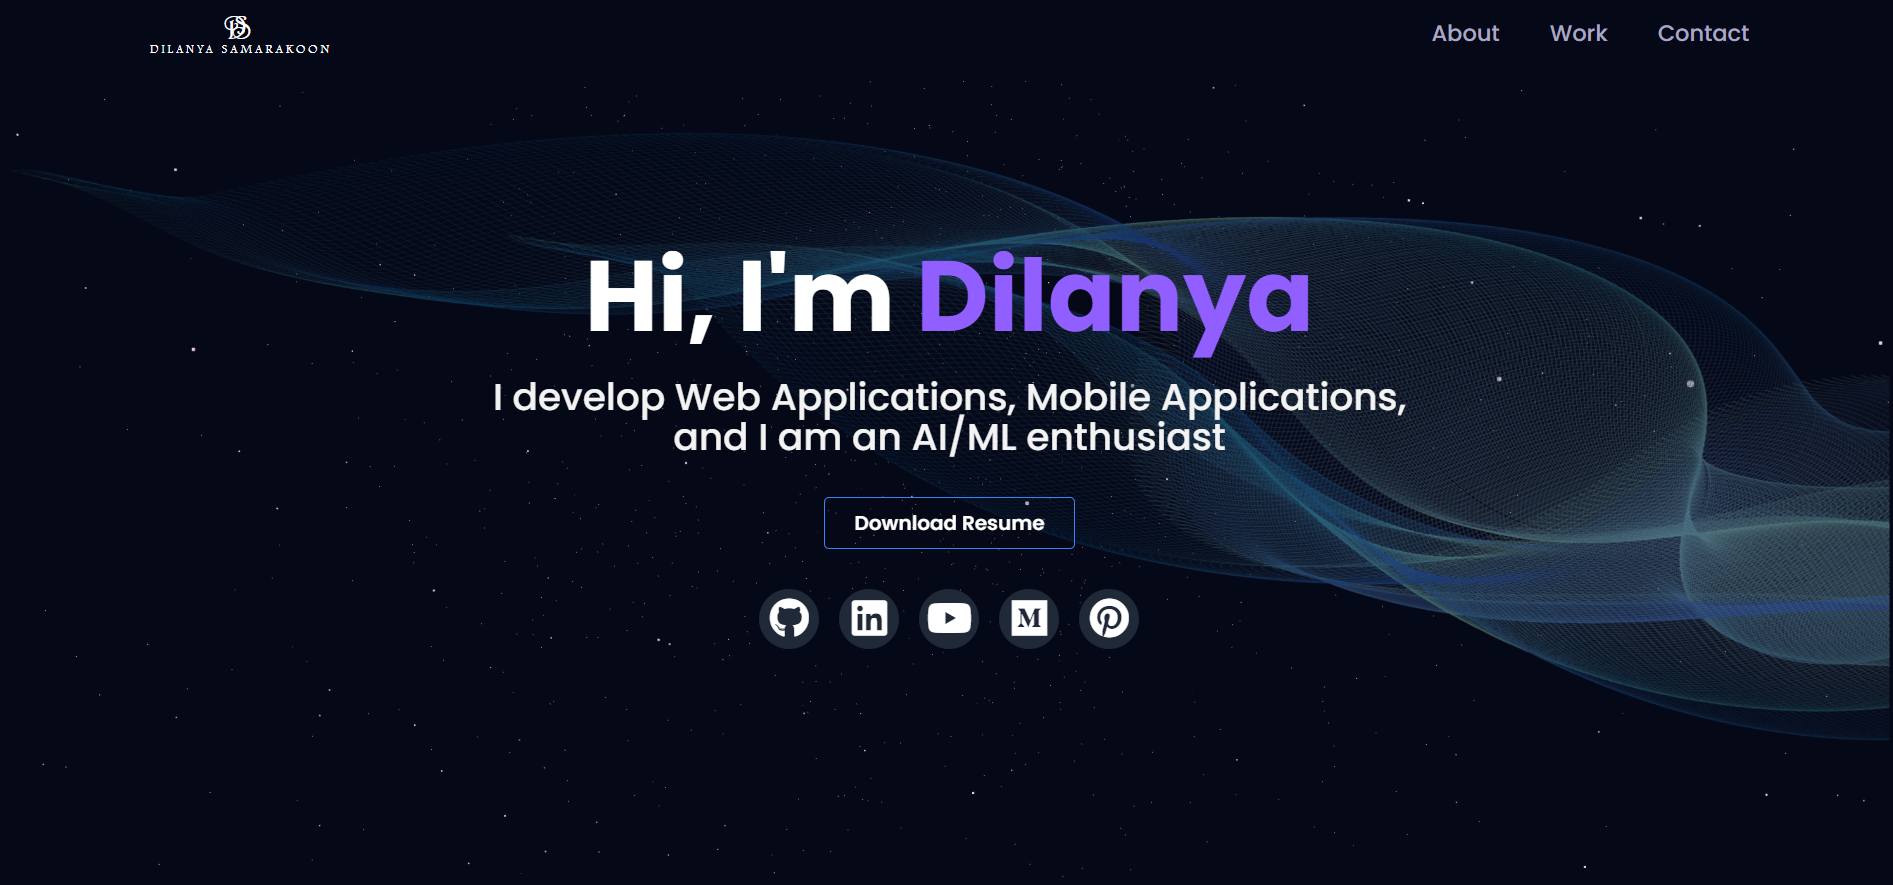 DS
DILANYA SAMARAKOON
About
Work
Contact
Hi, I'm Dilanya
I develop Web Applications, Mobile Applications,
and I am an AI/ML enthusiast
Download Resume
in
M